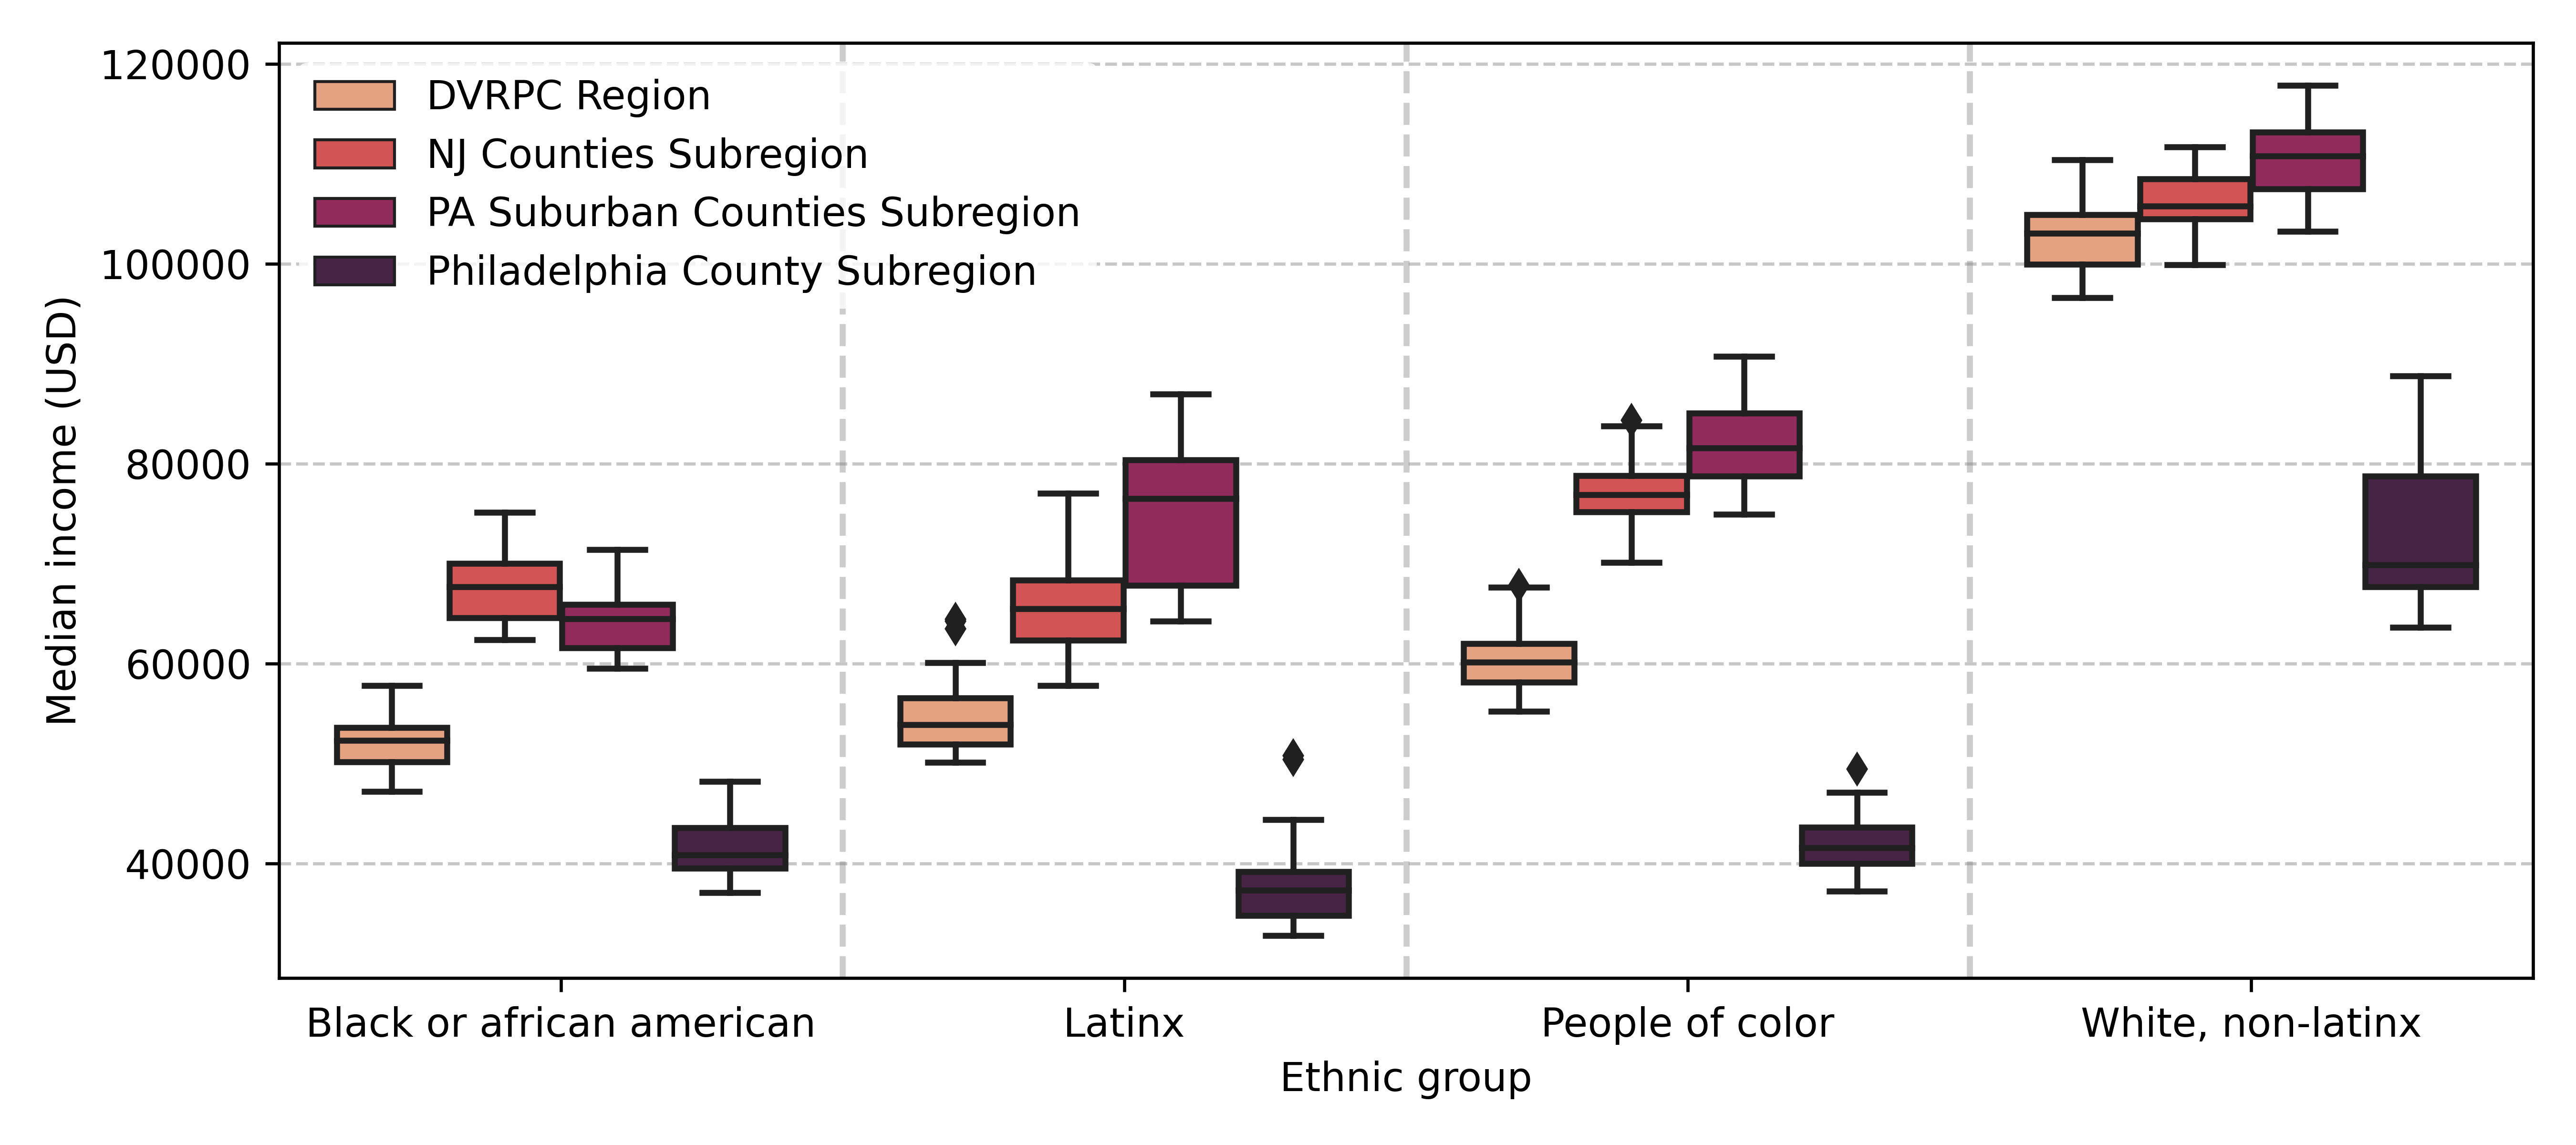 120000
100000
80000
60000
40000
Median income (USD)
DVRPC Region
NJ Counties Subregion
PA Suburban Counties Subregion
Philadelphia County Subregion
Black or african american
Latinx
People of color
White, non-latinx
Ethnic group